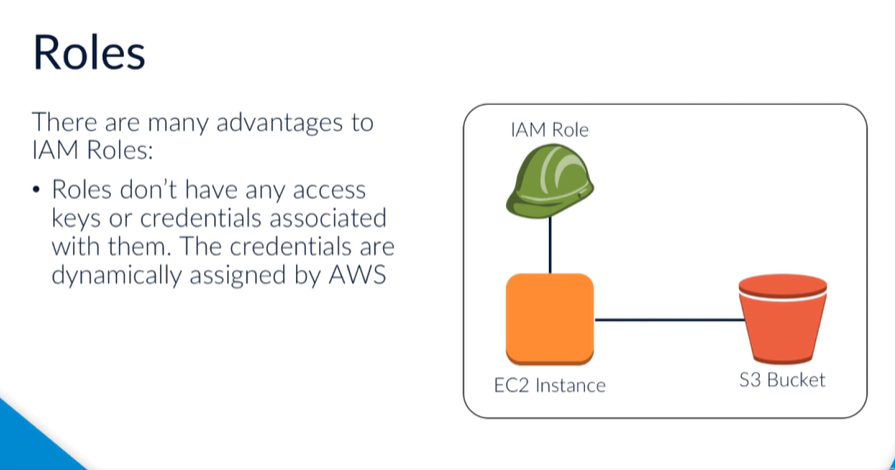 Roles
There are many advantages to
IAM Roles:
• Roles don't have any access
keys or credentials associated
with them. The credentials are
dynamically assigned by AWS
IAM Role
EC2 Instance
S3 Bucket